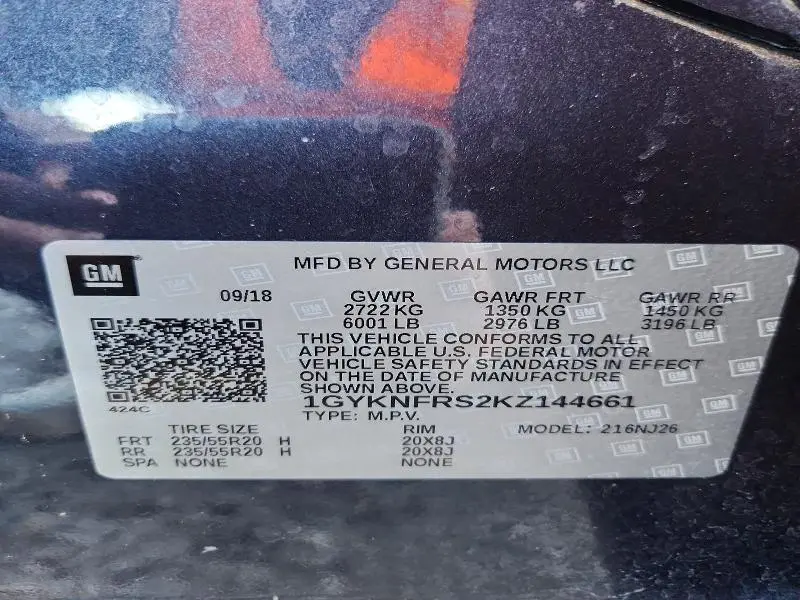 GM
MFD BY GENERAL MOTORS LLC
09/18 GVWR GAWR FRT GAWR RR
2722 KG 1350 KG 1450 KG
6001 LB 2976 LB 3196 LB
THIS VEHICLE CONFORMS TO ALL
APPLICABLE U.S. FEDERAL MOTOR
VEHICLE SAFETY STANDARDS IN EFFECT
ON THE DATE OF MANUFACTURE
SHOWN ABOVE.
424C
1GYKNFRS2KZ144661
TYPE: M.P.V.
TIRE SIZE RIM MODEL: 216NJ26
FRT 235/55R20 H 20X8J
RR 235/55R20 H 20X8J
SPA NONE NONE